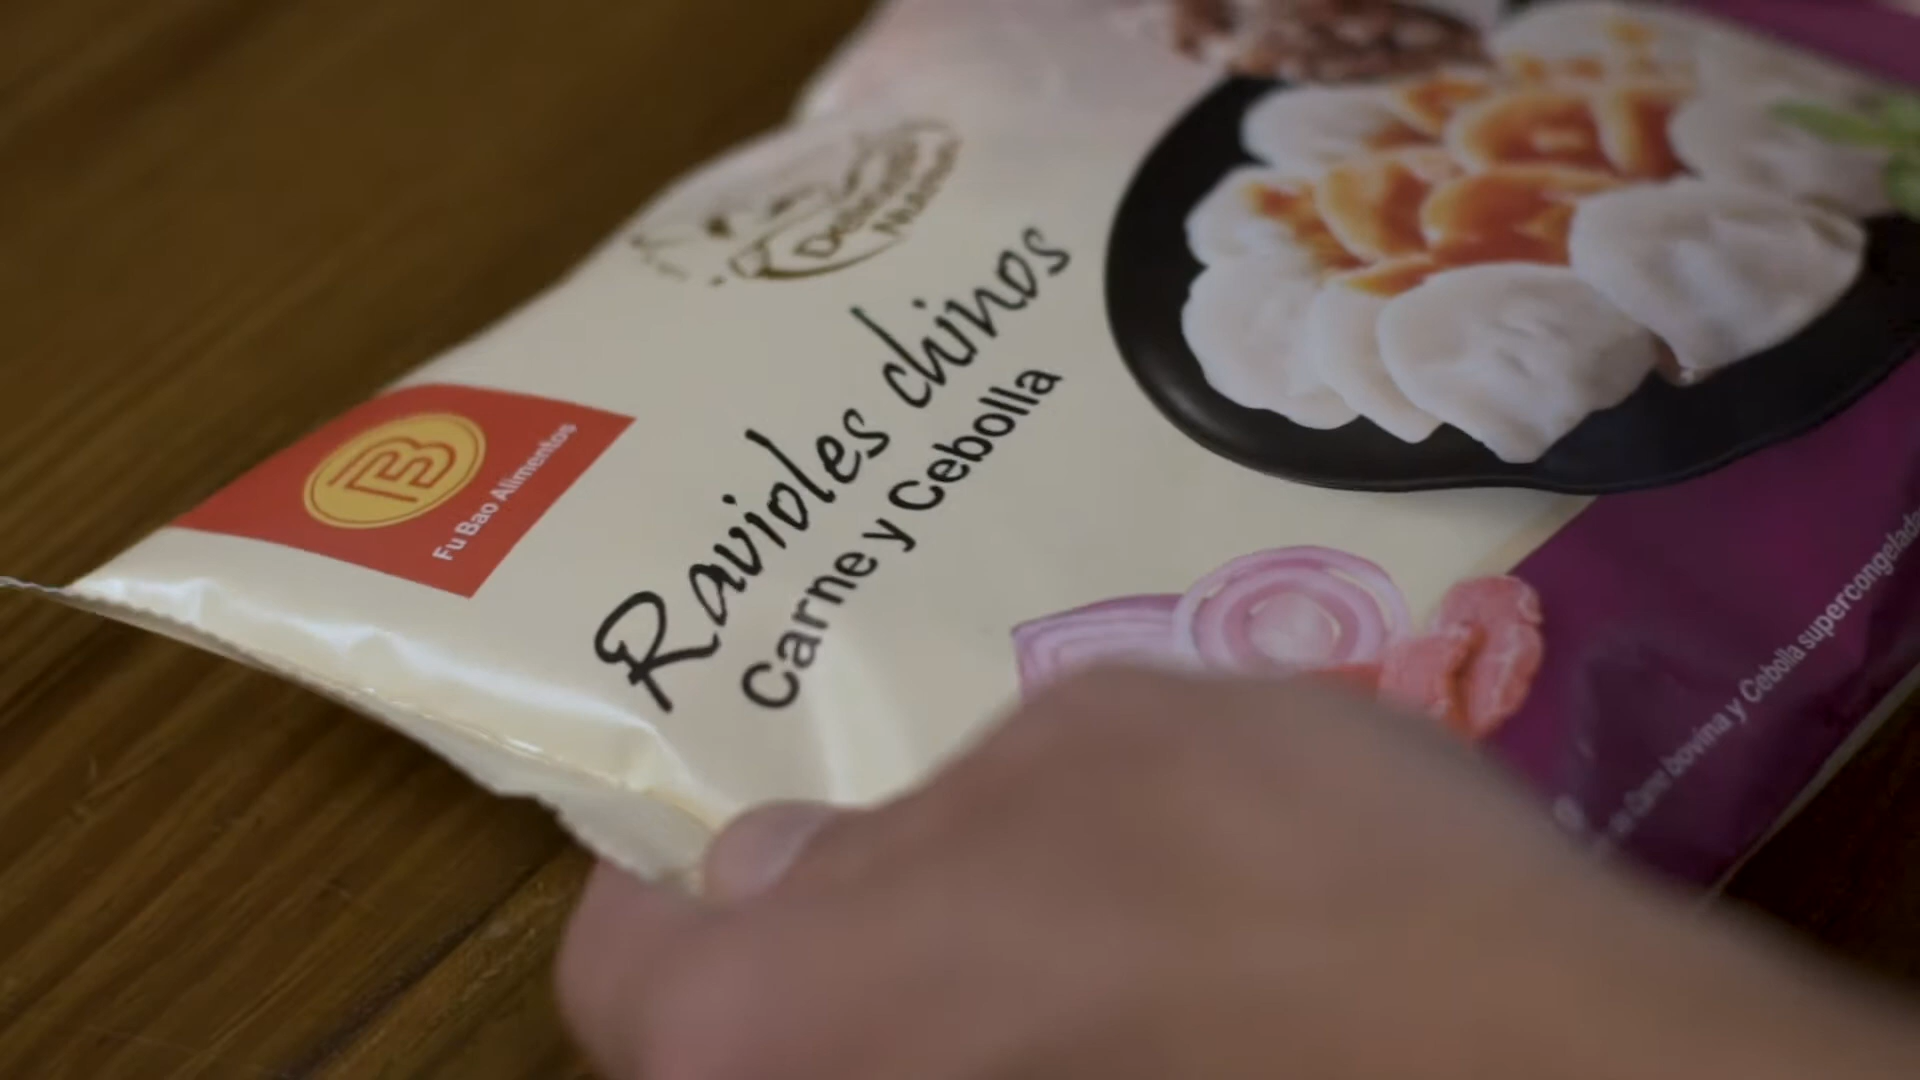 Fu Bao Alimentos
Ravioles chinos
Carne y Cebolla
Carne bovina y Cebolla supercongelado